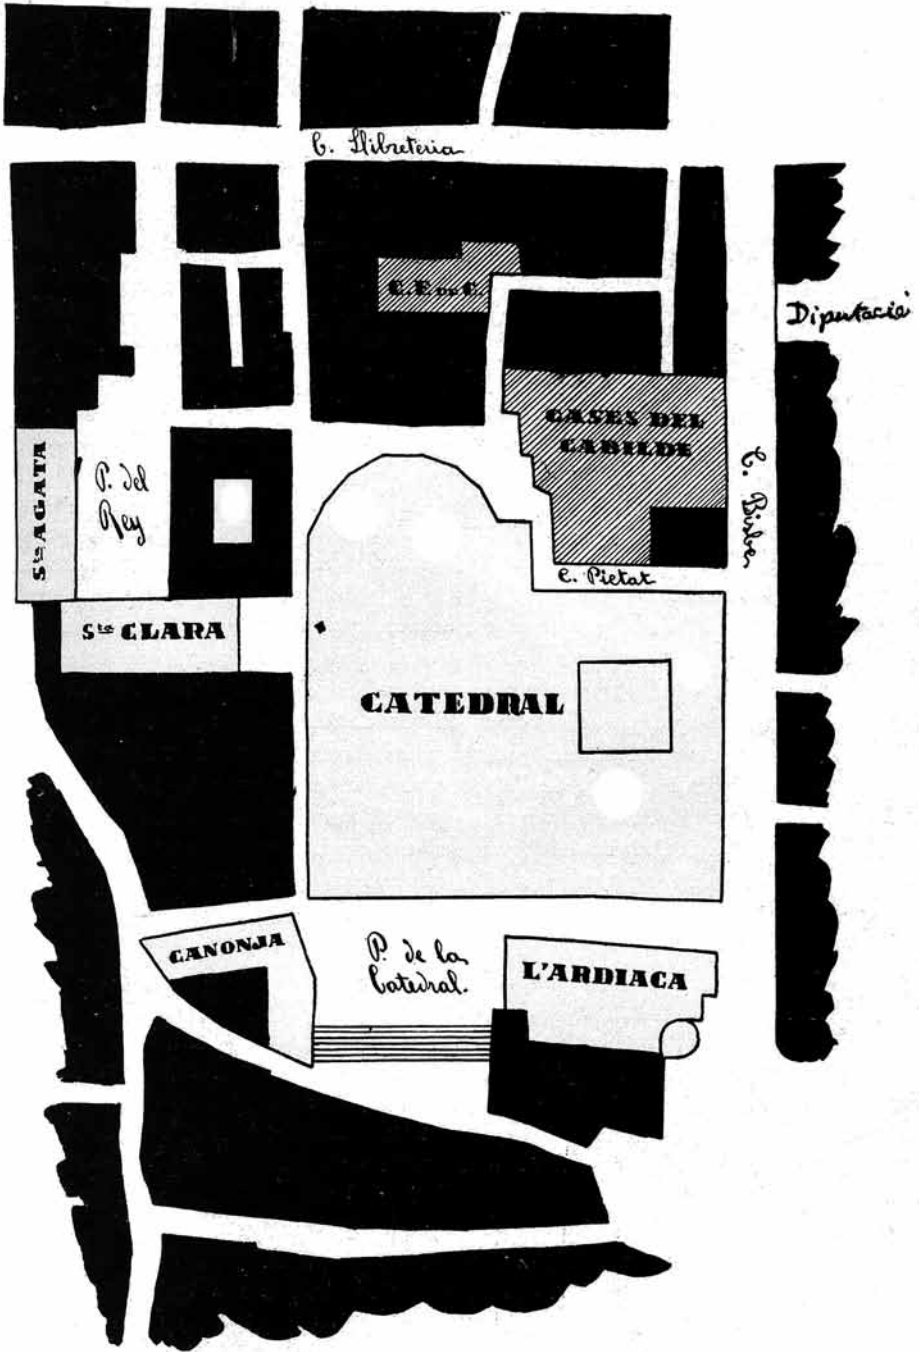 C. Llibreteria
C. E DE C.
Diputació
CASES DEL
CABILDE
Sta AGATA
P. del
Rey
C. Bisbe
C. Pietat
Sta CLARA
CATEDRAL
CANONJA
P. de la
Catedral.
L'ARDIACA